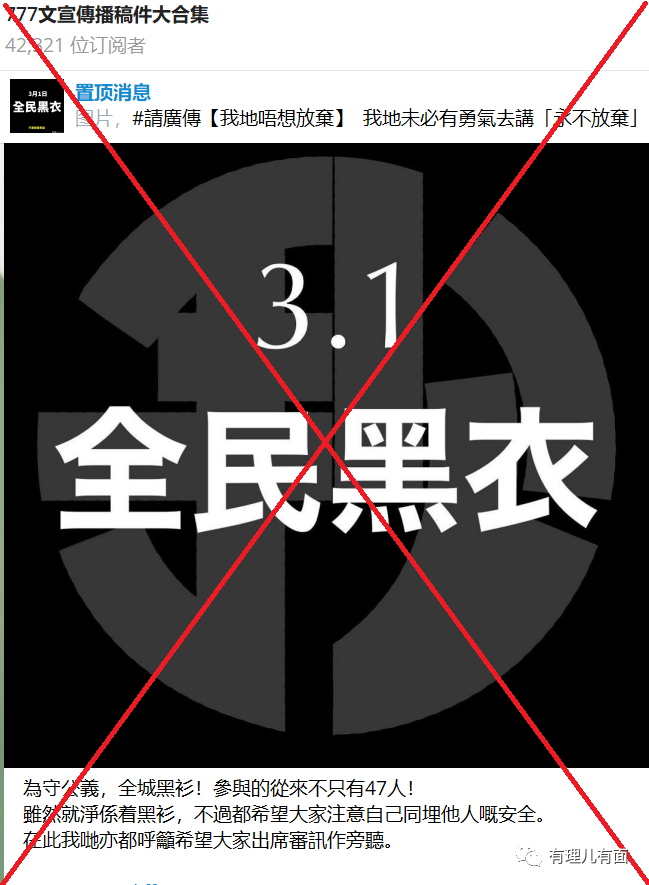 777文宣傳播稿件大合集
42,321 位订阅者
3月1日
全民黑衣
置顶消息
图片，#請廣傳【我地唔想放棄】 我地未必有勇氣去講「永不放棄」
3.1
全民黑衣
為守公義，全城黑衫！參與的從來不只有47人！
雖然就淨係着黑衫，不過都希望大家注意自己同埋他人嘅安全。
在此我哋亦都呼籲希望大家出席審訊作旁聽。
有理儿有面